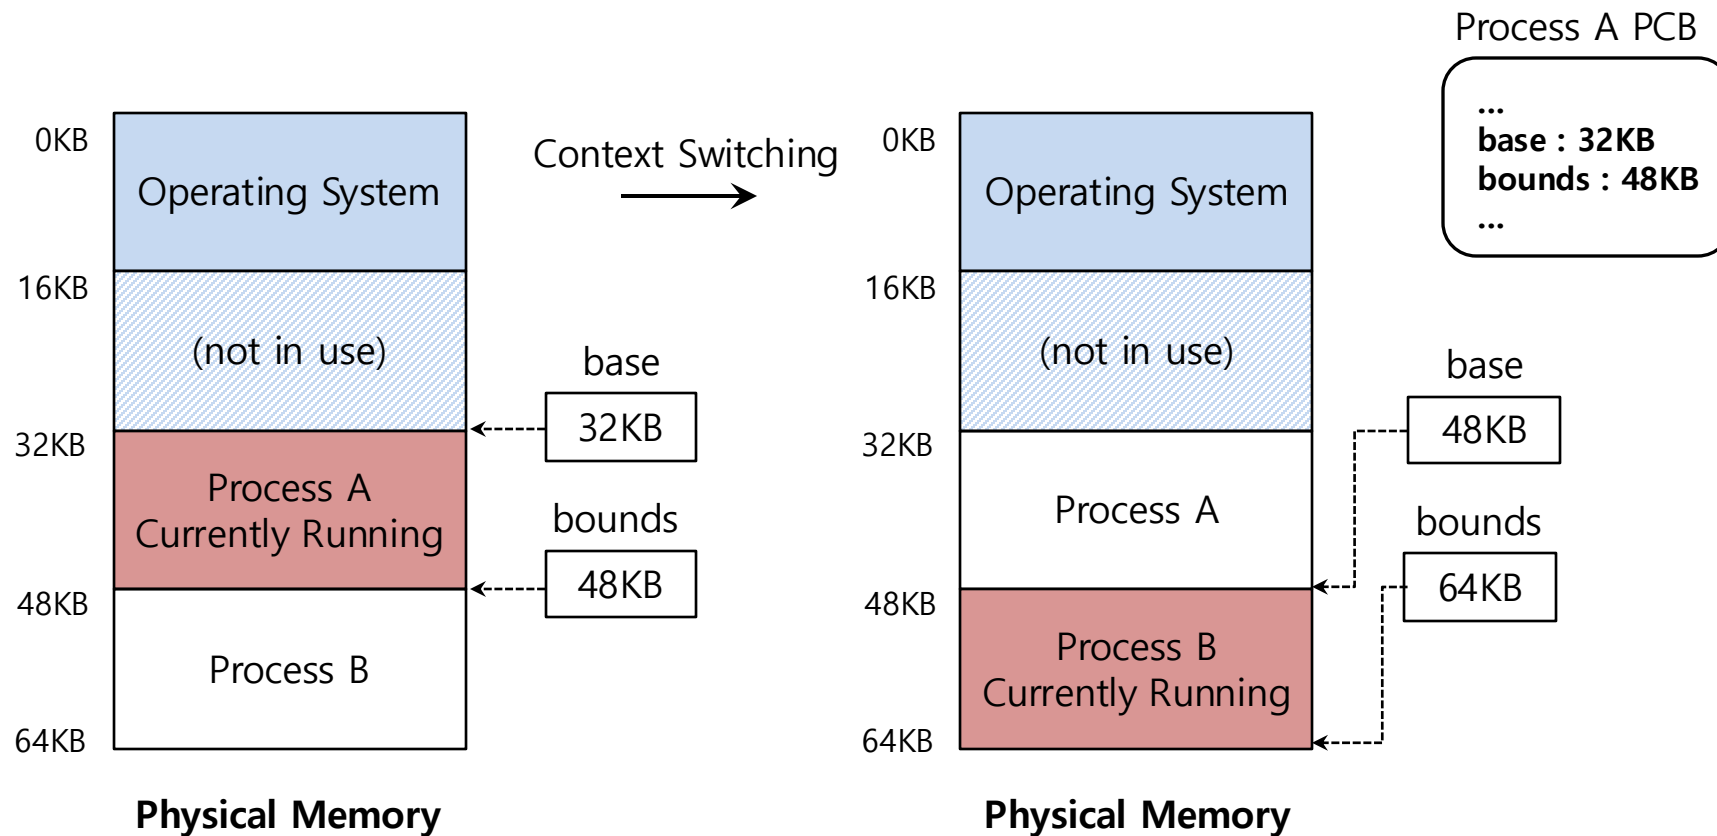 Process A PCB
...
base : 32KB
bounds : 48KB
...
Context Switching
0KB
Operating System
16KB
(not in use)
base
32KB
32KB
Process A
Currently Running
bounds
48KB
48KB
Process B
64KB
Physical Memory
0KB
Operating System
16KB
(not in use)
base
48KB
32KB
Process A
bounds
64KB
48KB
Process B
Currently Running
64KB
Physical Memory